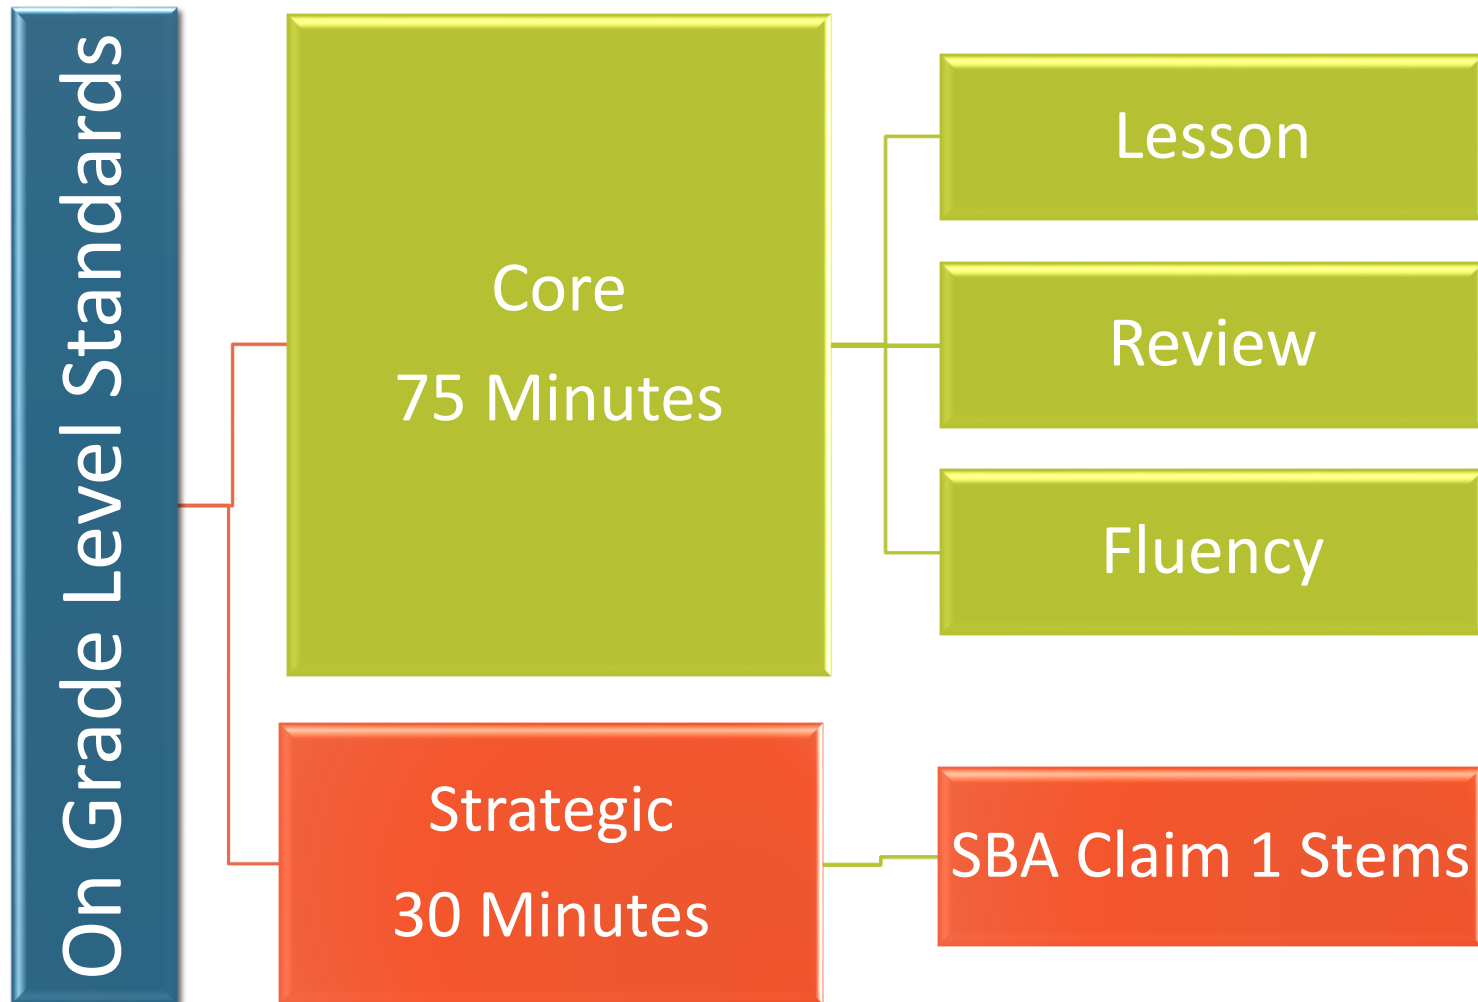 On Grade Level Standards
Core
75 Minutes
Lesson
Review
Fluency
Strategic
30 Minutes
SBA Claim 1 Stems